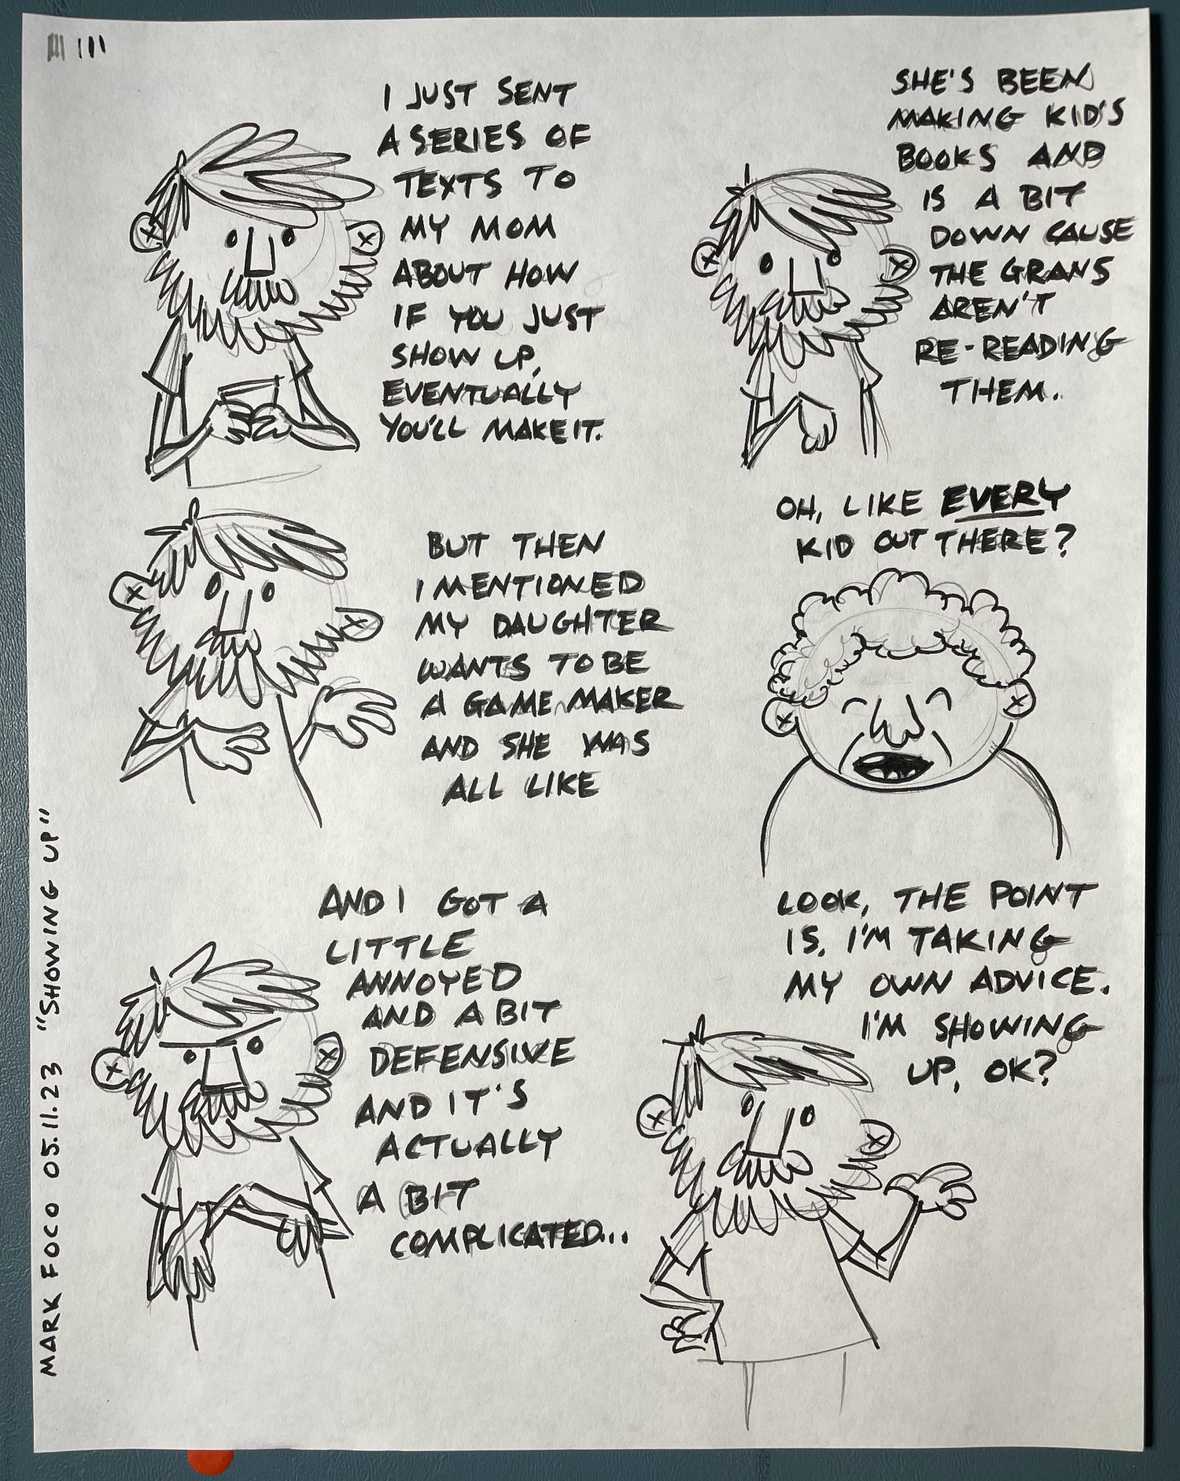 I JUST SENT
A SERIES OF
TEXTS TO
MY MOM
ABOUT HOW
IF YOU JUST
SHOW UP,
EVENTUALLY
YOU'LL MAKE IT.
SHE'S BEEN
MAKING KID'S
BOOKS AND
IS A BIT
DOWN CAUSE
THE GRANS
AREN'T
RE-READING
THEM.
BUT THEN
I MENTIONED
MY DAUGHTER
WANTS TO BE
A GAME MAKER
AND SHE WAS
ALL LIKE
OH, LIKE EVERY
KID OUT THERE?
AND I GOT A
LITTLE
ANNOYED
AND A BIT
DEFENSIVE
AND IT'S
ACTUALLY
A BIT
COMPLICATED...
LOOK, THE POINT
IS, I'M TAKING
MY OWN ADVICE.
I'M SHOWING
UP, OK?
MARK FOCO 05.11.23 "SHOWING UP"